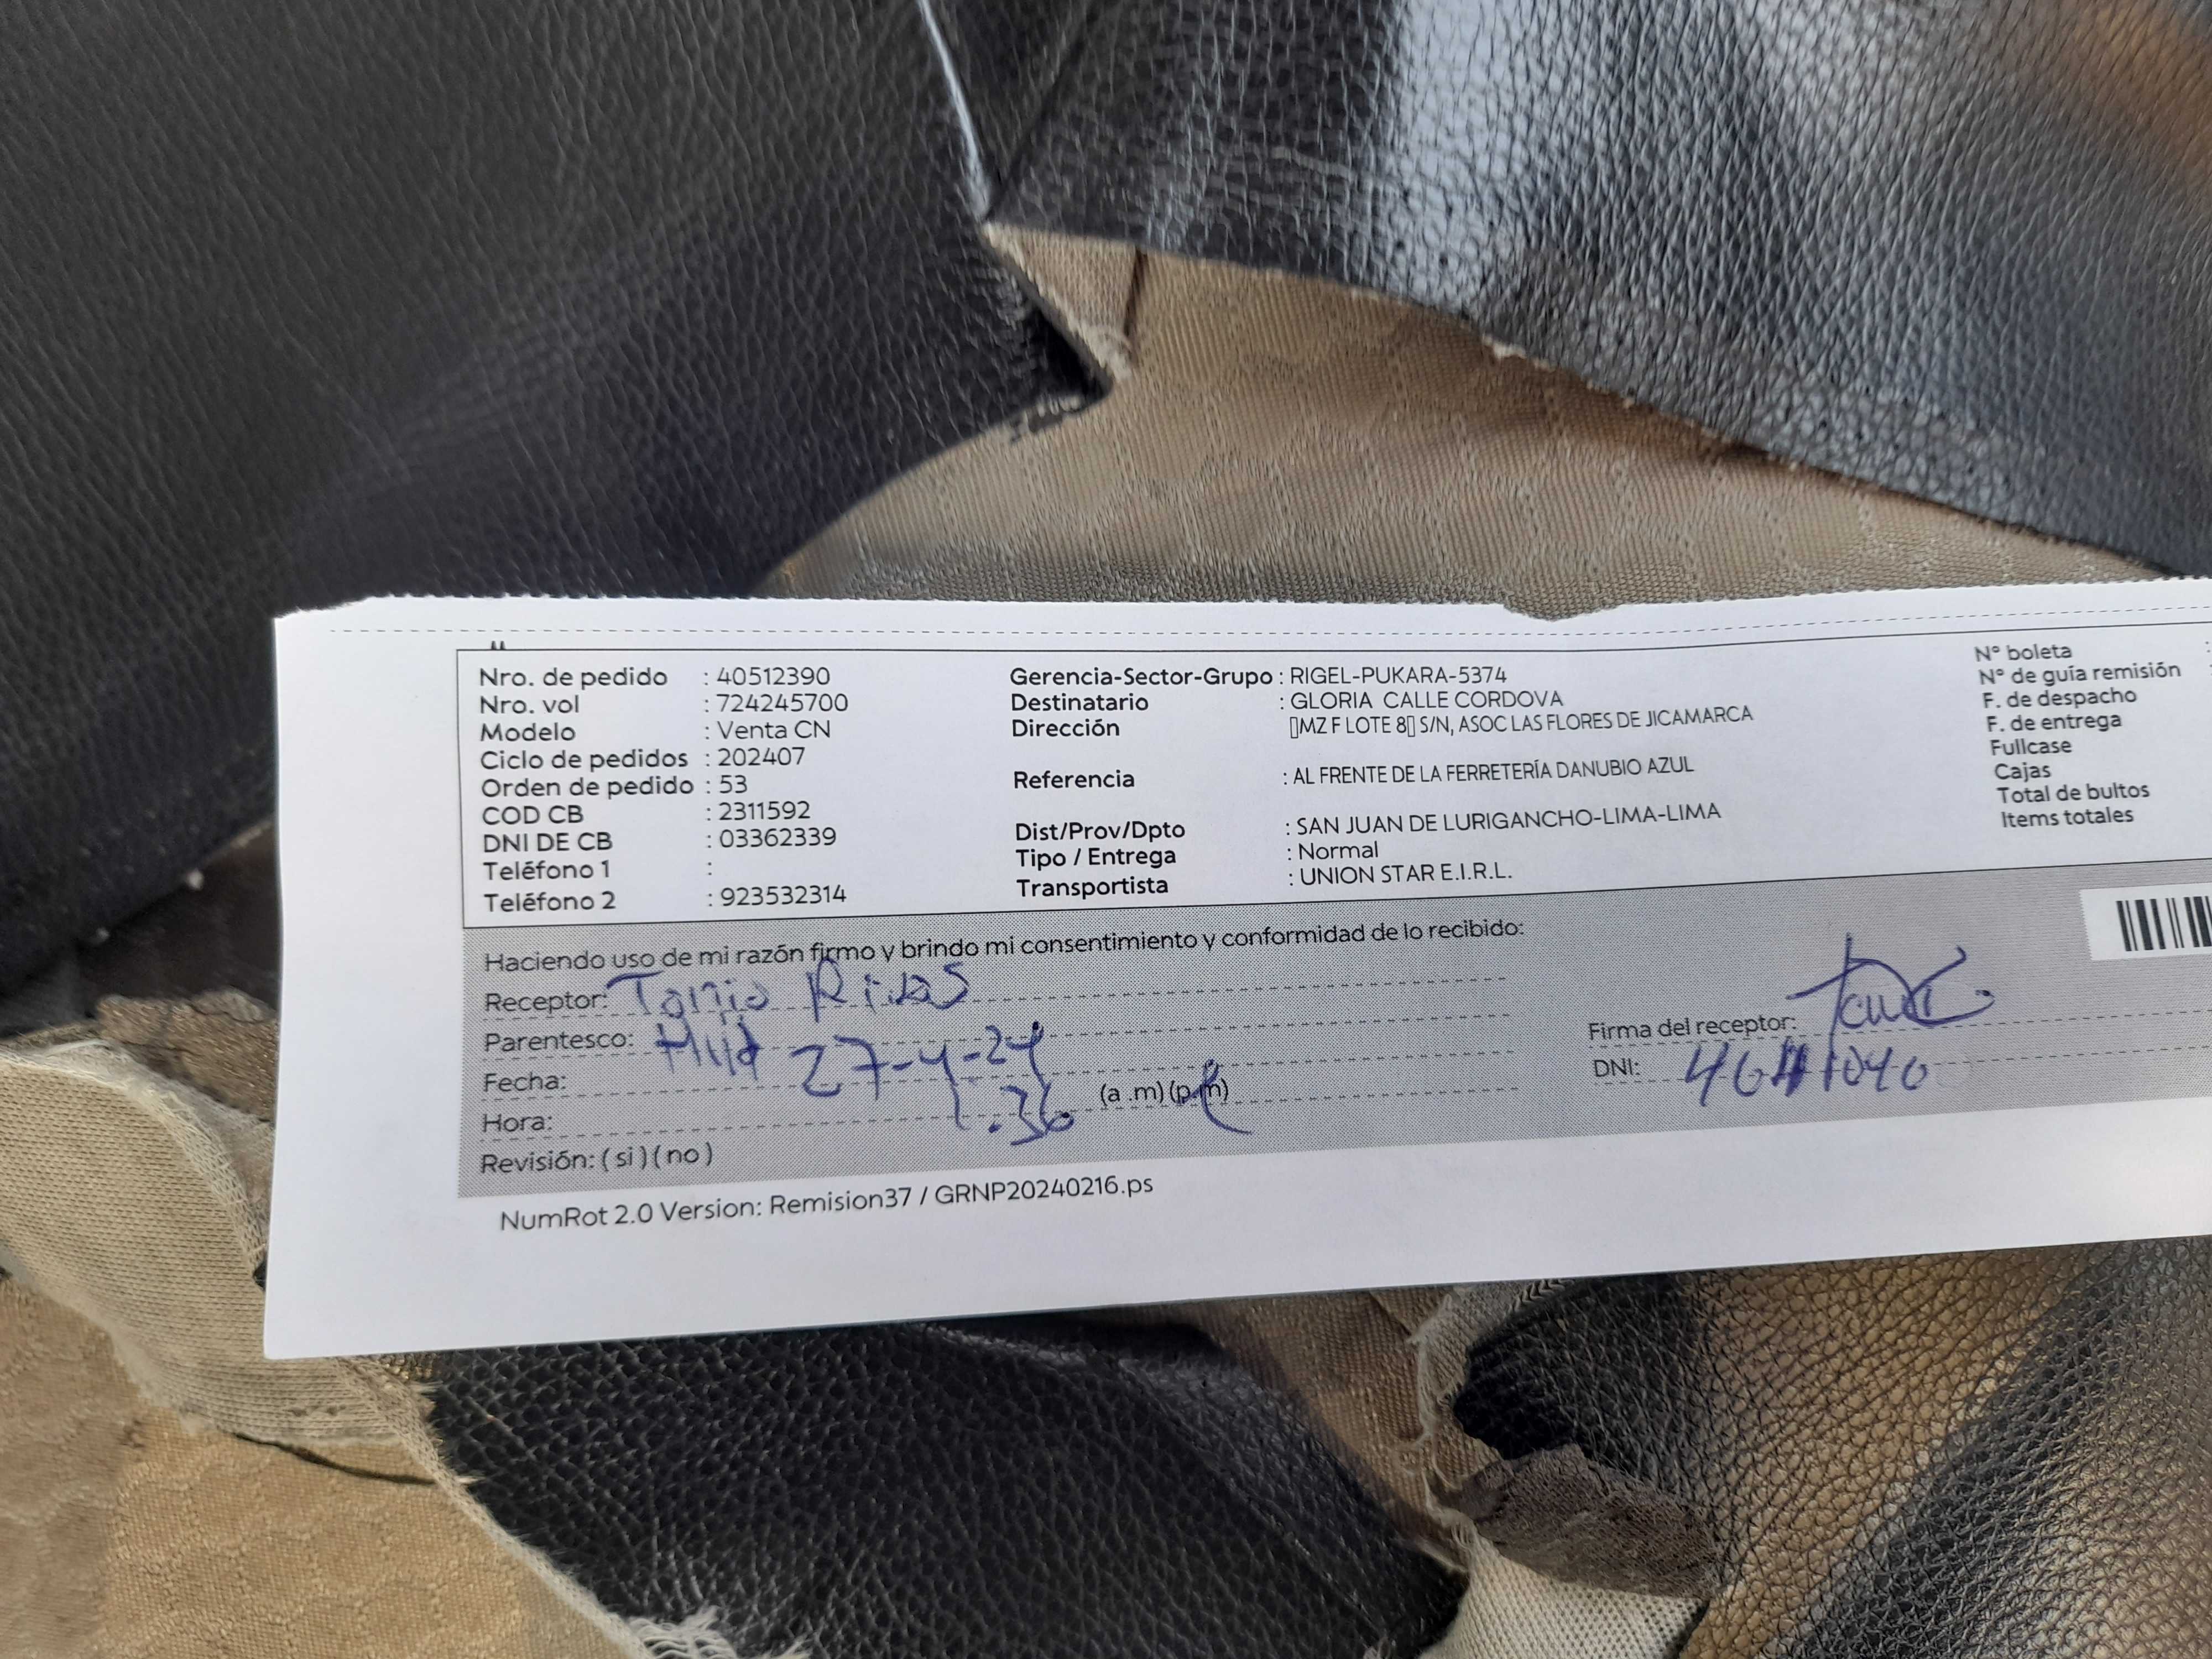 Nro. de pedido : 40512390
Nro. vol : 724245700
Modelo : Venta CN
Ciclo de pedidos : 202407
Orden de pedido : 53
COD CB : 2311592
DNI DE CB : 03362339
Teléfono 1 :
Teléfono 2 : 923532314
Gerencia-Sector-Grupo : RIGEL-PUKARA-5374
Destinatario : GLORIA CALLE CORDOVA
Dirección ▯MZ F LOTE 8▯ S/N, ASOC LAS FLORES DE JICAMARCA
Referencia : AL FRENTE DE LA FERRETERÍA DANUBIO AZUL
Dist/Prov/Dpto : SAN JUAN DE LURIGANCHO-LIMA-LIMA
Tipo / Entrega : Normal
Transportista : UNION STAR E.I.R.L.
N° boleta :
N° de guía remisión
F. de despacho
F. de entrega
Fullcase
Cajas
Total de bultos
Items totales
Haciendo uso de mi razón firmo y brindo mi consentimiento y conformidad de lo recibido:
Receptor: Rivas
Parentesco: Hija
Fecha: 27-4-24
Hora: 1:36 (a .m) (p.m)
Revisión: ( si ) ( no )
Firma del receptor:
DNI:
NumRot 2.0 Version: Remision37 / GRNP20240216.ps